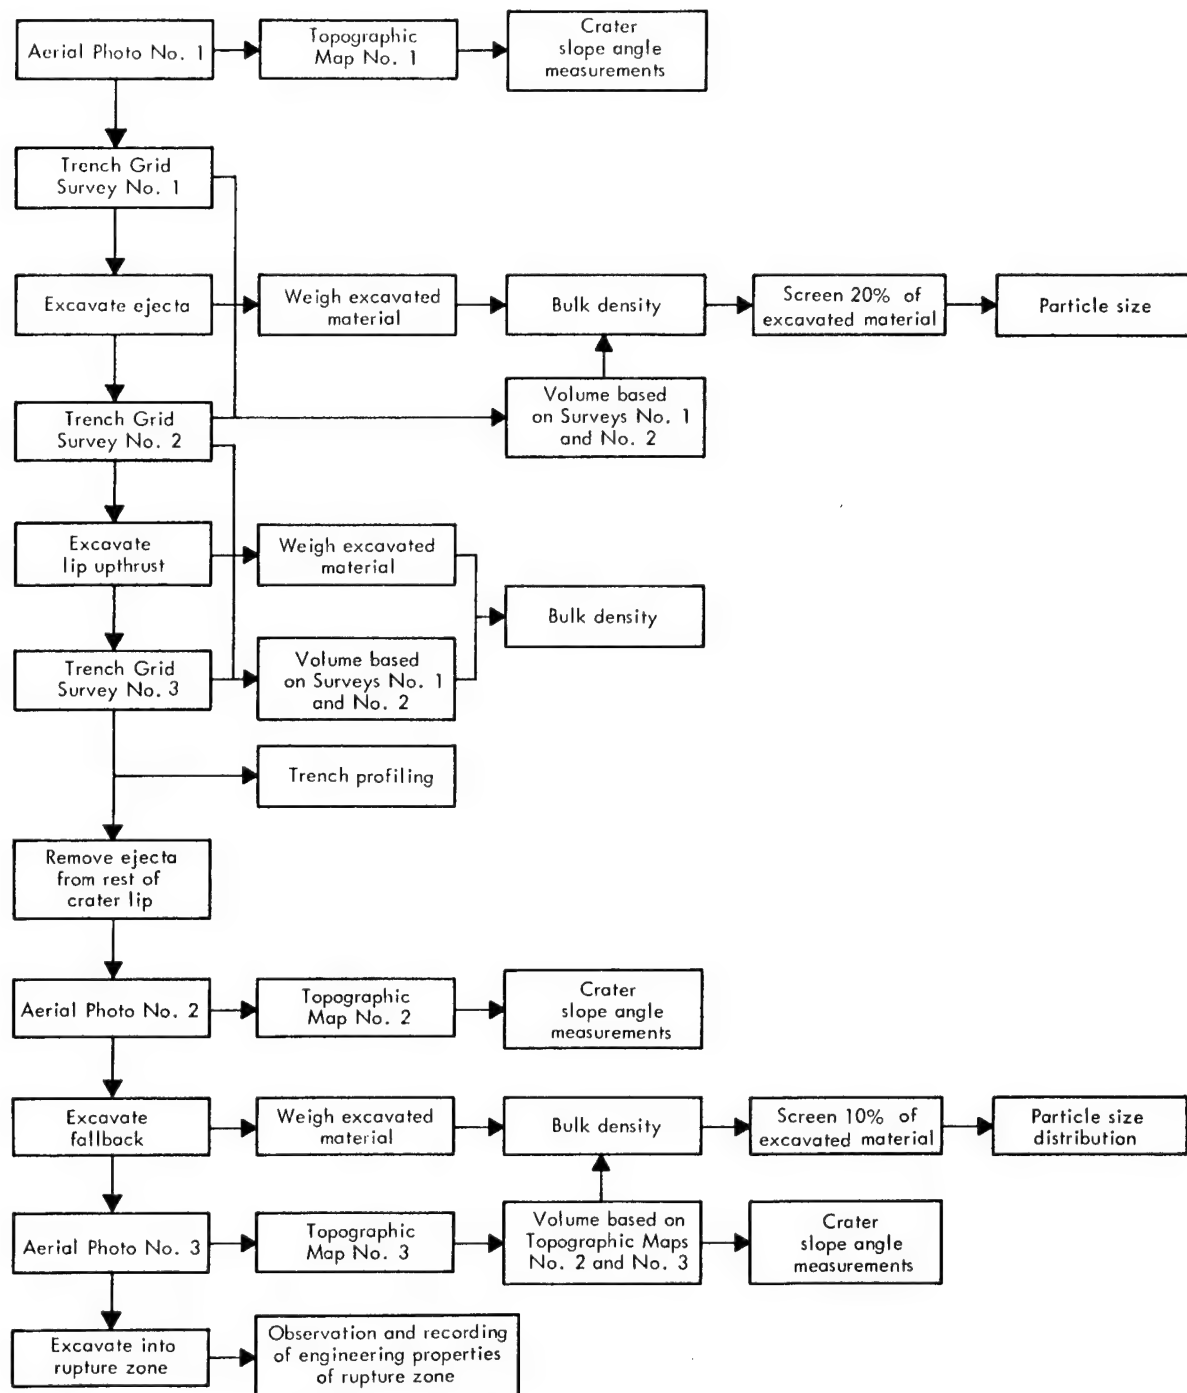 Aerial Photo No. 1
Topographic
Map No. 1
Crater
slope angle
measurements
Trench Grid
Survey No. 1
Excavate ejecta
Weigh excavated
material
Bulk density
Screen 20% of
excavated material
Particle size
Trench Grid
Survey No. 2
Volume based
on Surveys No. 1
and No. 2
Excavate
lip upthrust
Weigh excavated
material
Bulk density
Trench Grid
Survey No. 3
Volume based
on Surveys No. 1
and No. 2
Trench profiling
Remove ejecta
from rest of
crater lip
Aerial Photo No. 2
Topographic
Map No. 2
Crater
slope angle
measurements
Excavate
fallback
Weigh excavated
material
Bulk density
Screen 10% of
excavated material
Particle size
distribution
Aerial Photo No. 3
Topographic
Map No. 3
Volume based on
Topographic Maps
No. 2 and No. 3
Crater
slope angle
measurements
Excavate into
rupture zone
Observation and recording
of engineering properties
of rupture zone